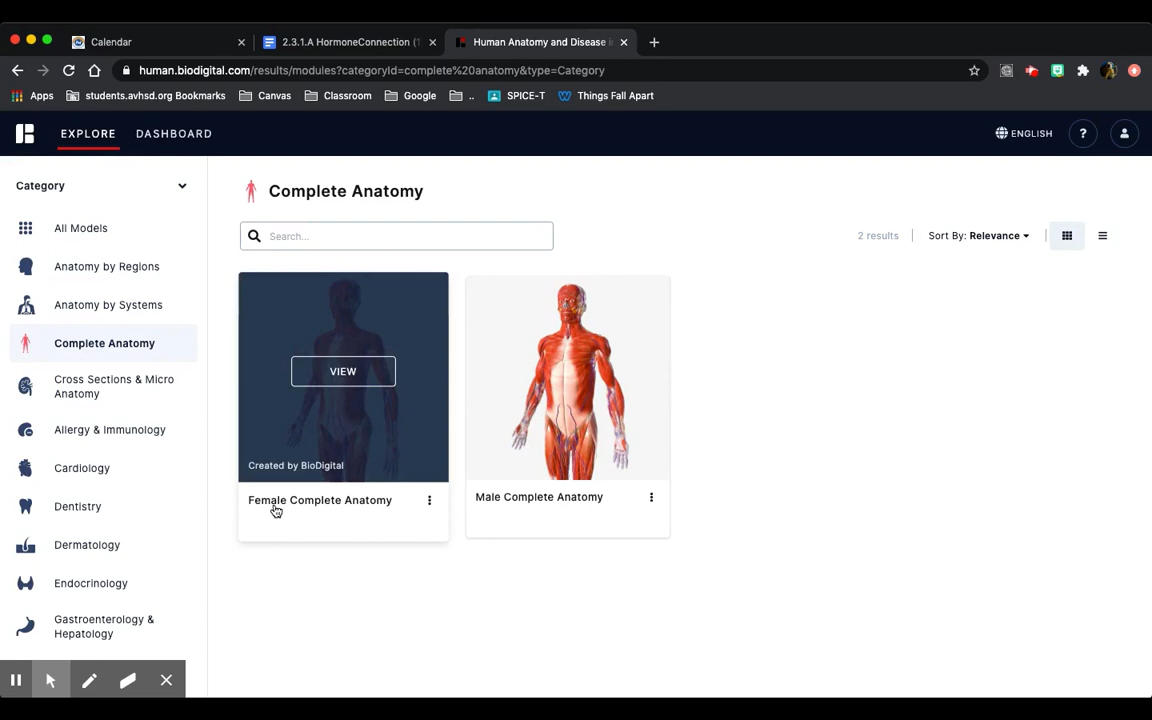 Calendar
2.3.1.A HormoneConnection (1
Human Anatomy and Disease in
human.biodigital.com/results/modules?categoryId=complete%20anatomy&type=Category
Apps
students.avhsd.org Bookmarks
Canvas
Classroom
Google
..
SPICE-T
Things Fall Apart
EXPLORE
DASHBOARD
ENGLISH
?
Category
All Models
Anatomy by Regions
Anatomy by Systems
Complete Anatomy
Cross Sections & Micro
Anatomy
Allergy & Immunology
Cardiology
Dentistry
Dermatology
Endocrinology
Gastroenterology &
Hepatology
Complete Anatomy
Search...
2 results
Sort By: Relevance
VIEW
Created by BioDigital
Female Complete Anatomy
Male Complete Anatomy